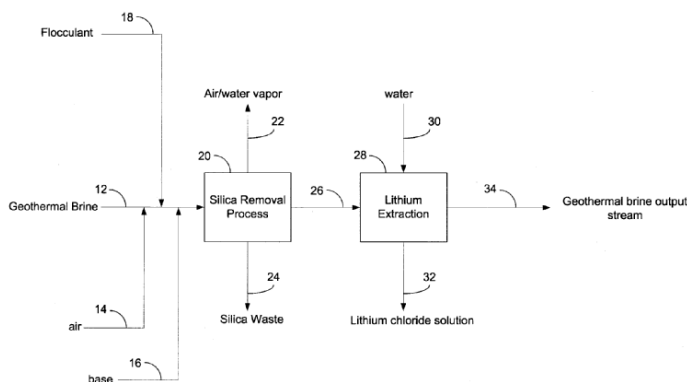 18
Flocculant
Air/water vapor
water
22
30
20
28
12
Geothermal Brine
Silica Removal
Process
26
Lithium
Extraction
34
Geothermal brine output
stream
24
32
14
air
Silica Waste
Lithium chloride solution
16
base